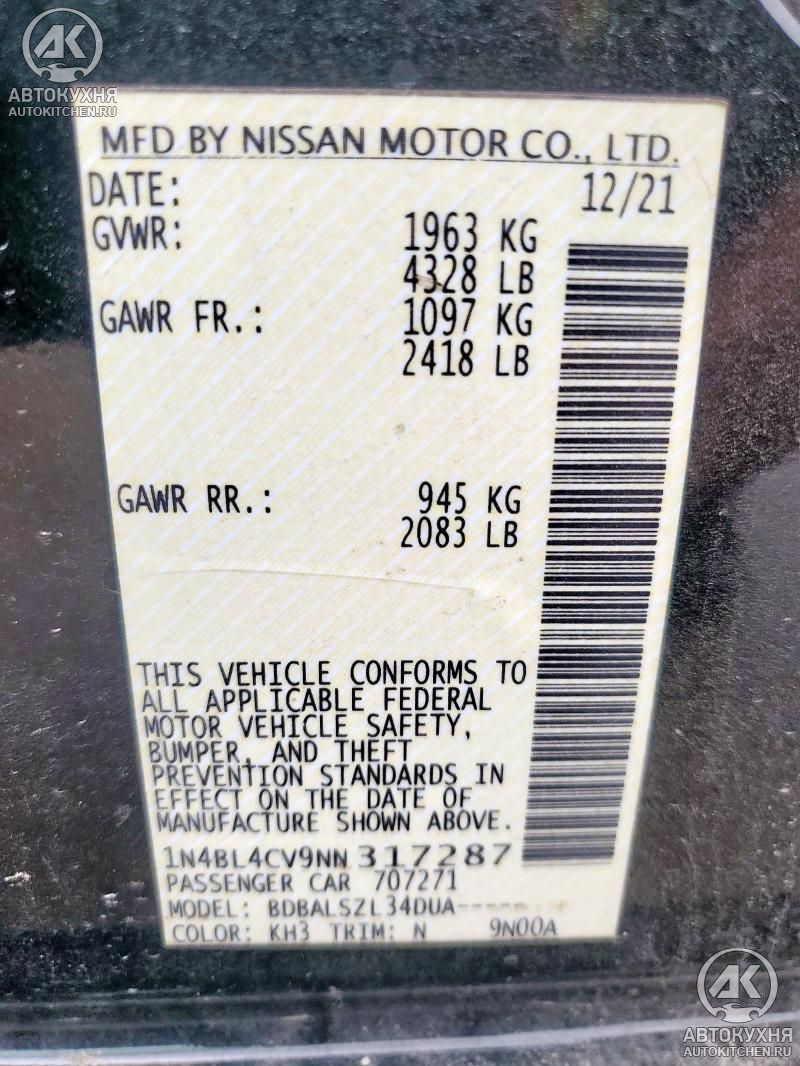 AK
АВТОКУХНЯ
AUTOKITCHEN.RU
MFD BY NISSAN MOTOR CO., LTD.
DATE: 12/21
GVWR: 1963 KG
4328 LB
GAWR FR.: 1097 KG
2418 LB
GAWR RR.: 945 KG
2083 LB
THIS VEHICLE CONFORMS TO
ALL APPLICABLE FEDERAL
MOTOR VEHICLE SAFETY,
BUMPER, AND THEFT
PREVENTION STANDARDS IN
EFFECT ON THE DATE OF
MANUFACTURE SHOWN ABOVE.
1N4BL4CV9NN317287
PASSENGER CAR 707271
MODEL: BDBALSZL34DUA
COLOR: KH3 TRIM: N 9N00A
AK
АВТОКУХНЯ
AUTOKITCHEN.RU